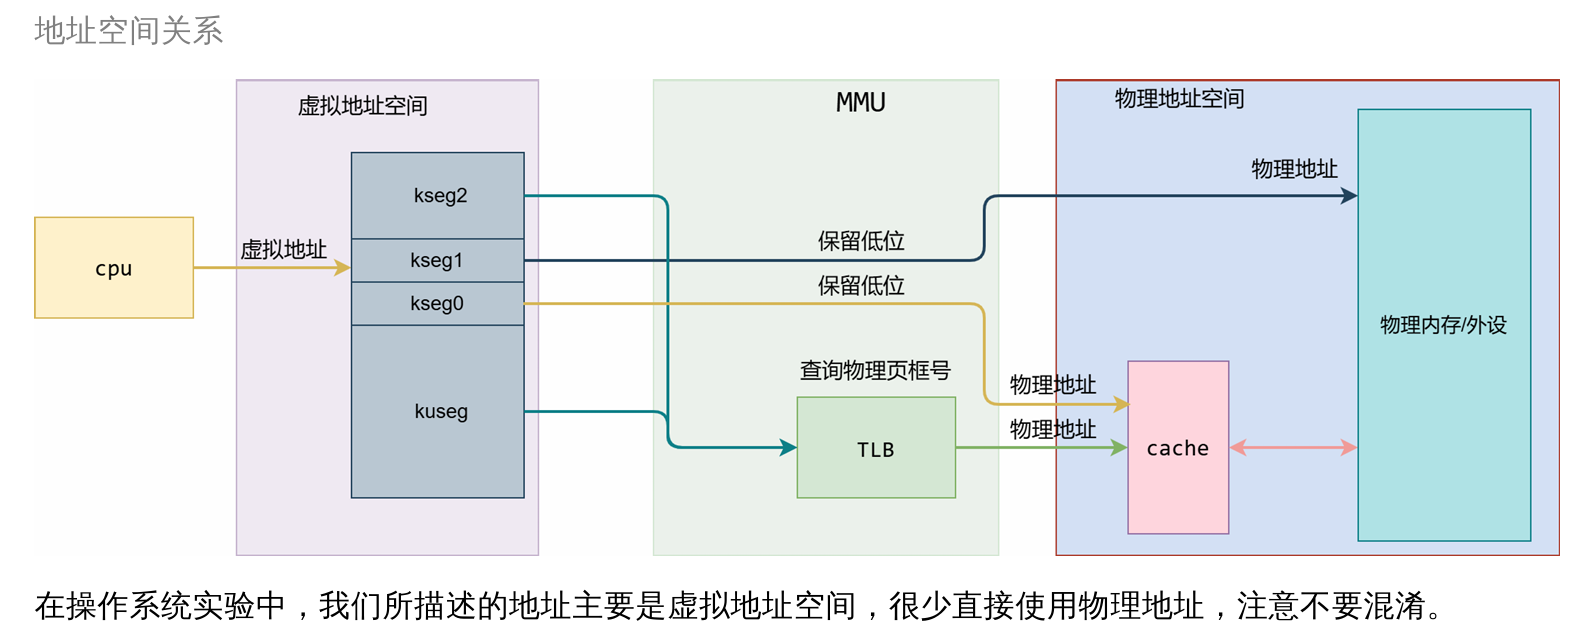 地址空间关系
虚拟地址空间
MMU
物理地址空间
kseg2
物理地址
cpu
虚拟地址
kseg1
保留低位
kseg0
保留低位
物理内存/外设
查询物理页框号
物理地址
kuseg
物理地址
TLB
cache
在操作系统实验中，我们所描述的地址主要是虚拟地址空间，很少直接使用物理地址，注意不要混淆。